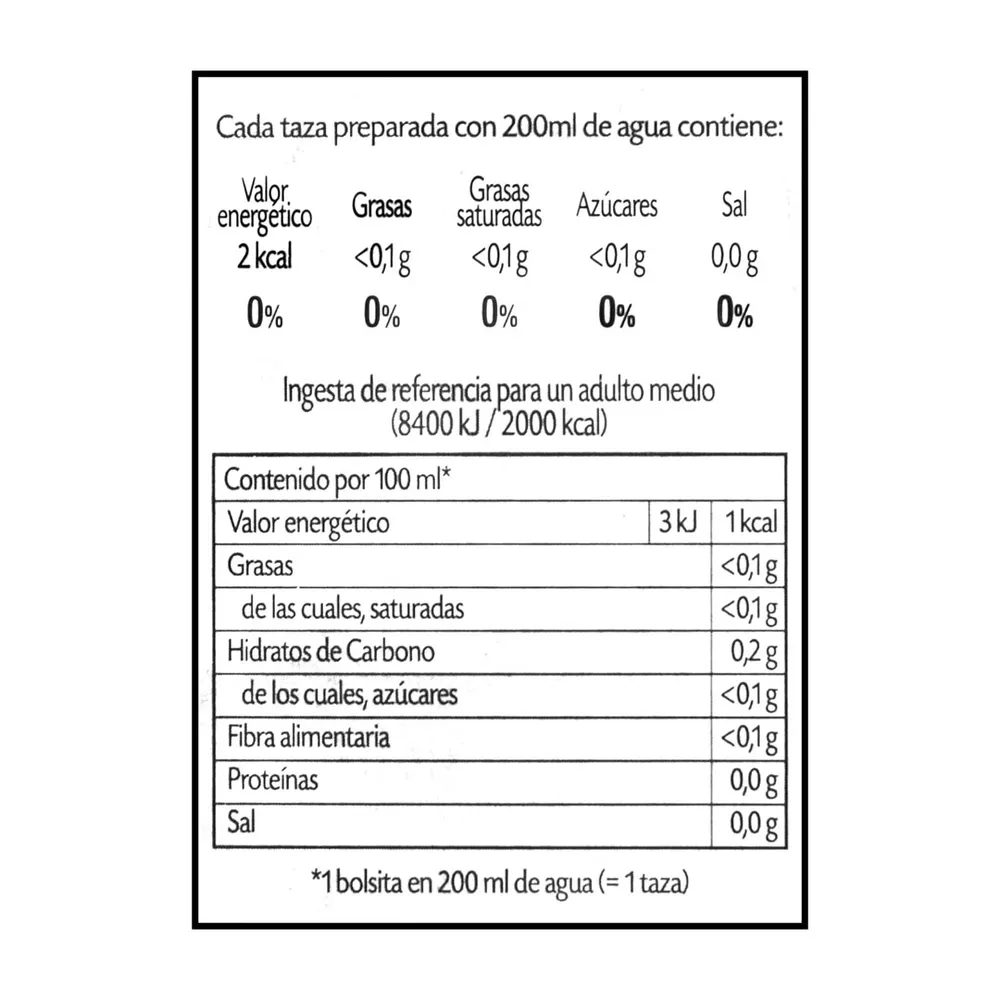 Cada taza preparada con 200ml de agua contiene:
Valor energético Grasas Grasas saturadas Azúcares Sal
2 kcal <0,1 g <0,1 g <0,1 g 0,0 g
0% 0% 0% 0% 0%
Ingesta de referencia para un adulto medio
(8400 kJ / 2000 kcal)
Contenido por 100 ml*
Valor energético 3 kJ 1 kcal
Grasas <0,1 g
de las cuales, saturadas <0,1 g
Hidratos de Carbono 0,2 g
de los cuales, azúcares <0,1 g
Fibra alimentaria <0,1 g
Proteínas 0,0 g
Sal 0,0 g
*1 bolsita en 200 ml de agua (= 1 taza)